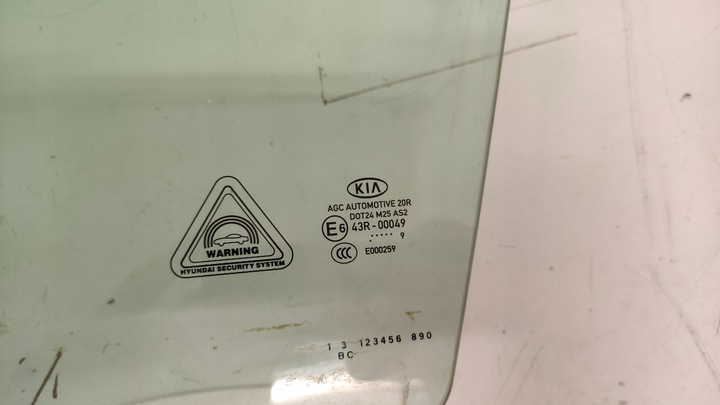 WARNING
HYUNDAI SECURITY SYSTEM
KIA
AGC AUTOMOTIVE 20R
DOT24 M25 AS2
E6 43R-00049
..... 9
CCC E000259
1 3 123456 890
BC